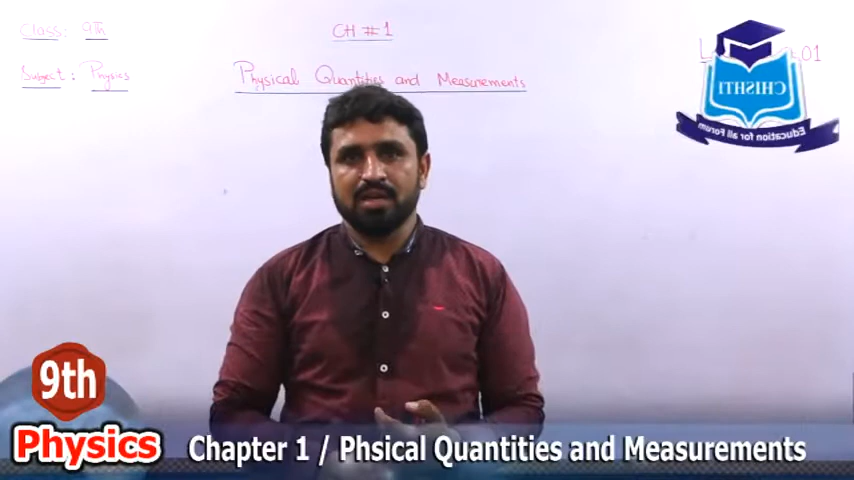 Class: 9th
CH # 1
01
Subject: Physics
Physical Quantities and Measurements
CHISHTI
Forum for all Education
9th
Physics
Chapter 1 / Phsical Quantities and Measurements